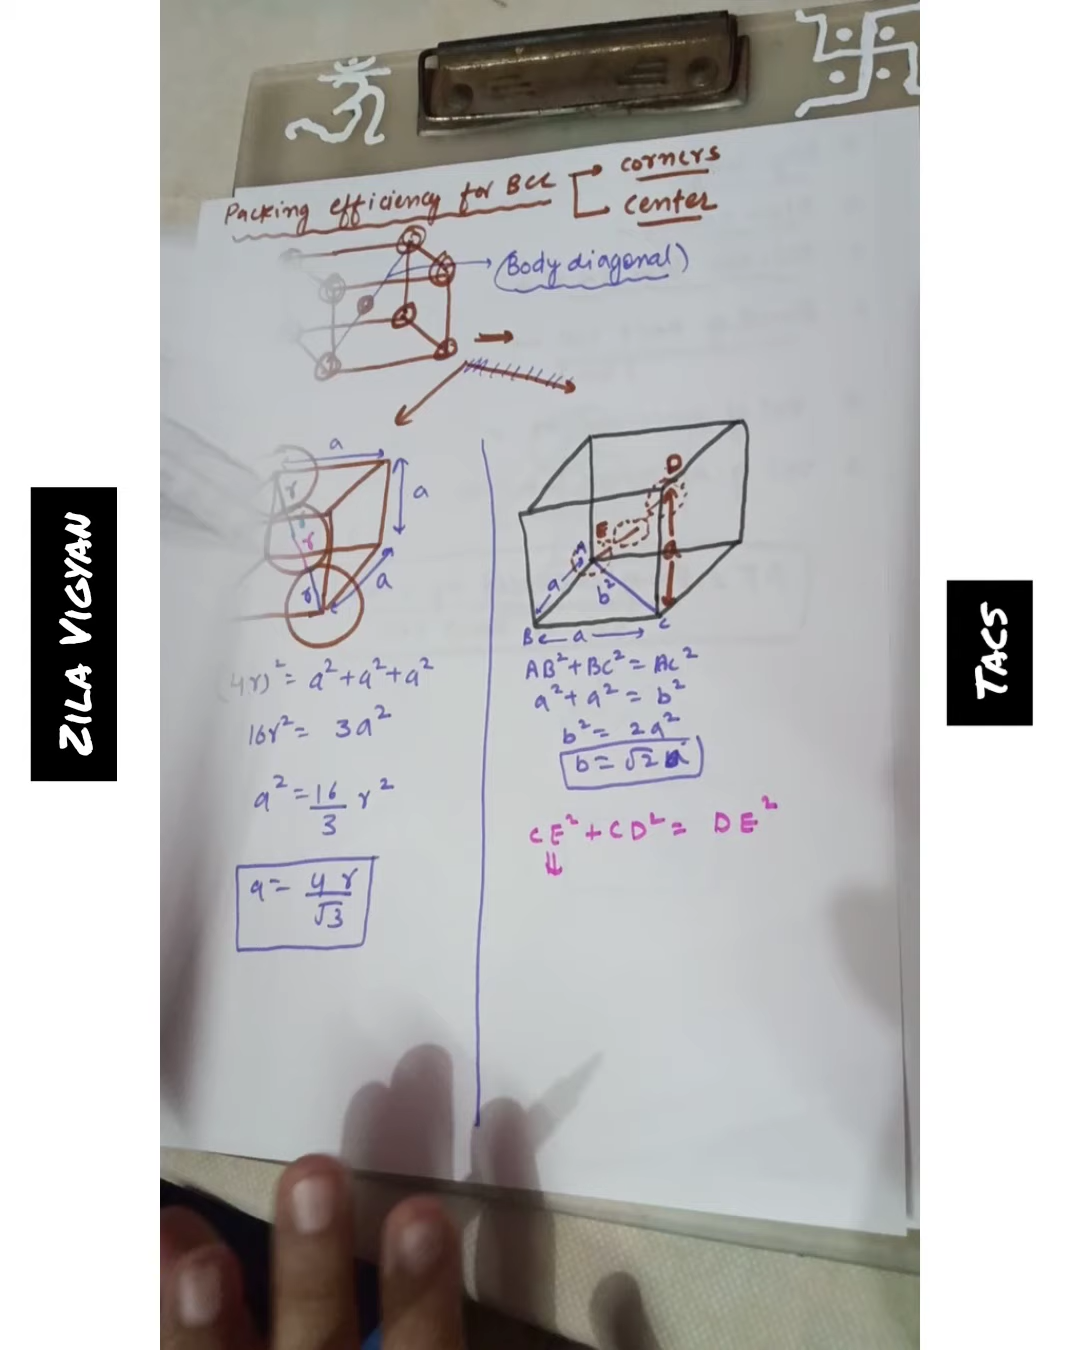 ॐ
ZILA VIGYAN
TACS
Packing efficiency for BCC
corners
center
(Body diagonal)
a
a
a
r
r
r
(4r)² = a² + a² + a²
16r² = 3a²
a² = 16/3 r²
a = 4r/√3
D
E
A
a
a
b²
B
a
C
AB² + BC² = AC²
a² + a² = b²
b² = 2a²
b = √2 a
CE² + CD² = DE²